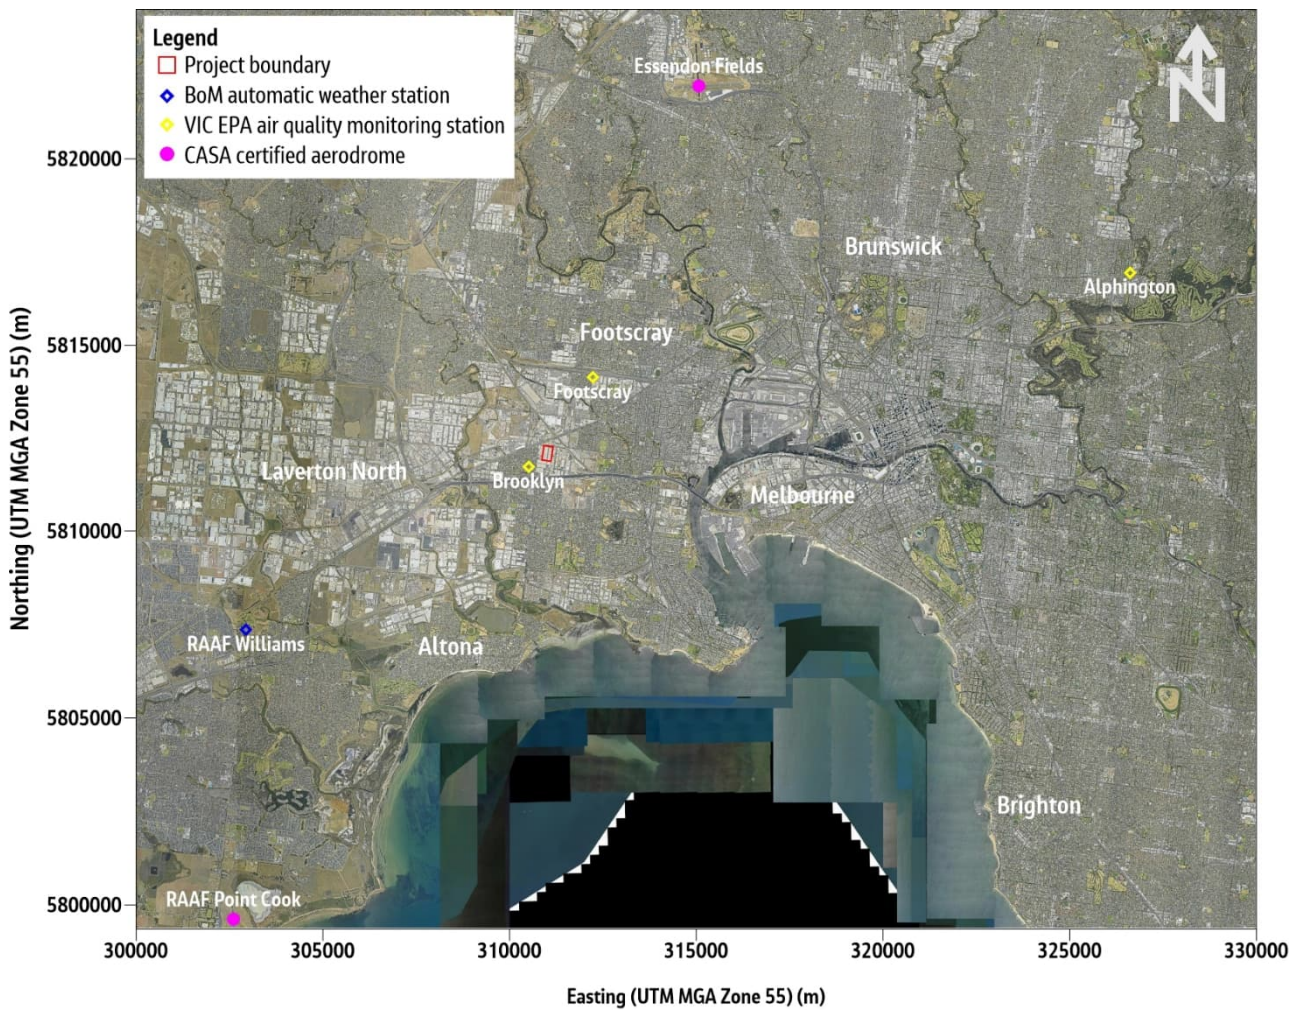 Legend
Project boundary
BoM automatic weather station
VIC EPA air quality monitoring station
CASA certified aerodrome
Essendon Fields
N
5820000
Brunswick
Alphington
Footscray
5815000
Footscray
Laverton North
Brooklyn
Melbourne
5810000
RAAF Williams
Altona
5805000
Brighton
RAAF Point Cook
5800000
300000 305000 310000 315000 320000 325000 330000
Easting (UTM MGA Zone 55) (m)
Northing (UTM MGA Zone 55) (m)